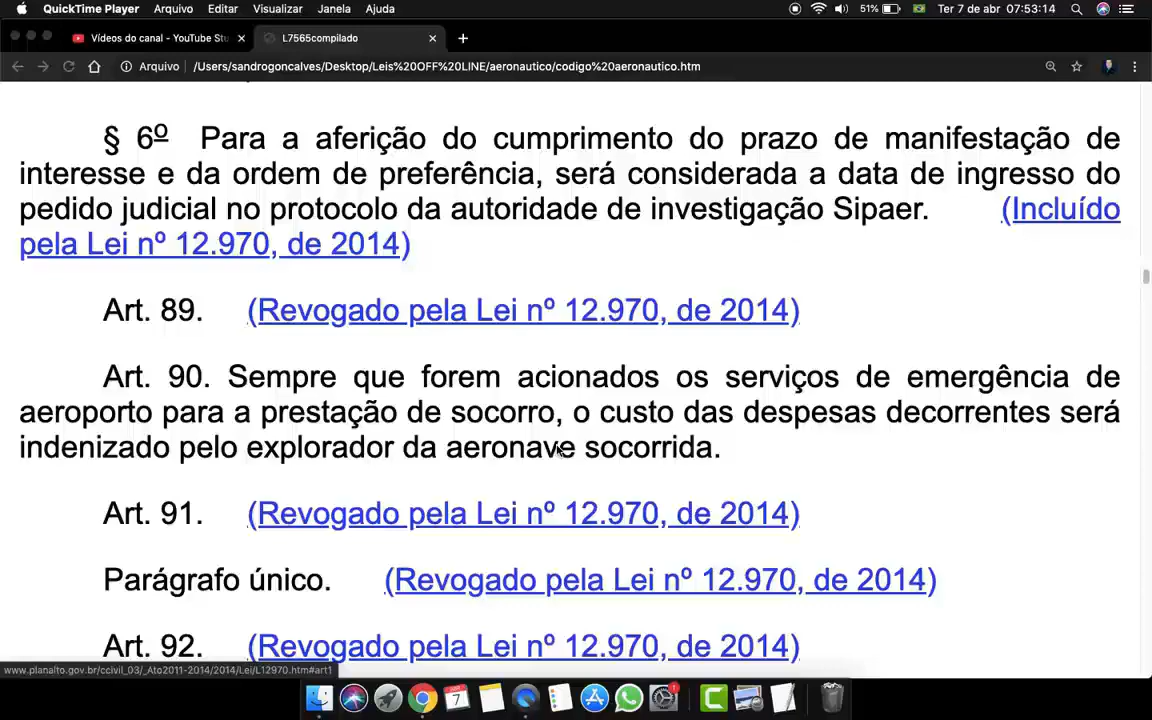 QuickTime Player Arquivo Editar Visualizar Janela Ajuda 51% Ter 7 de abr 07:53:14
Vídeos do canal - YouTube Stu L7565compilado
Arquivo /Users/sandrogoncalves/Desktop/Leis%20OFF%20LINE/aeronautico/codigo%20aeronautico.htm
§ 6º Para a aferição do cumprimento do prazo de manifestação de
interesse e da ordem de preferência, será considerada a data de ingresso do
pedido judicial no protocolo da autoridade de investigação Sipaer. (Incluído
pela Lei nº 12.970, de 2014)
Art. 89. (Revogado pela Lei nº 12.970, de 2014)
Art. 90. Sempre que forem acionados os serviços de emergência de
aeroporto para a prestação de socorro, o custo das despesas decorrentes será
indenizado pelo explorador da aeronave socorrida.
Art. 91. (Revogado pela Lei nº 12.970, de 2014)
Parágrafo único. (Revogado pela Lei nº 12.970, de 2014)
Art. 92. (Revogado pela Lei nº 12.970, de 2014)
www.planalto.gov.br/ccivil_03/_Ato2011-2014/2014/Lei/L12970.htm#art1
7
1